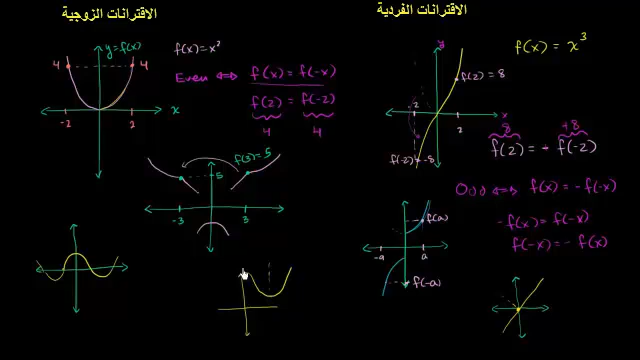 الاقترانات الزوجية
y=f(x)
4
4
-2
2
x
f(x)=x²
Even ⟺ f(x) = f(-x)
f(2) = f(-2)
4
4
f(3)=5
5
-3
3
الاقترانات الفردية
y
f(x) = x³
f(2) = 8
-2
2
x
f(-2) = -8
8
+8
f(2) = - f(-2)
Odd ⟺ f(x) = -f(-x)
-f(x) = f(-x)
f(-x) = - f(x)
f(a)
-a
a
f(-a)